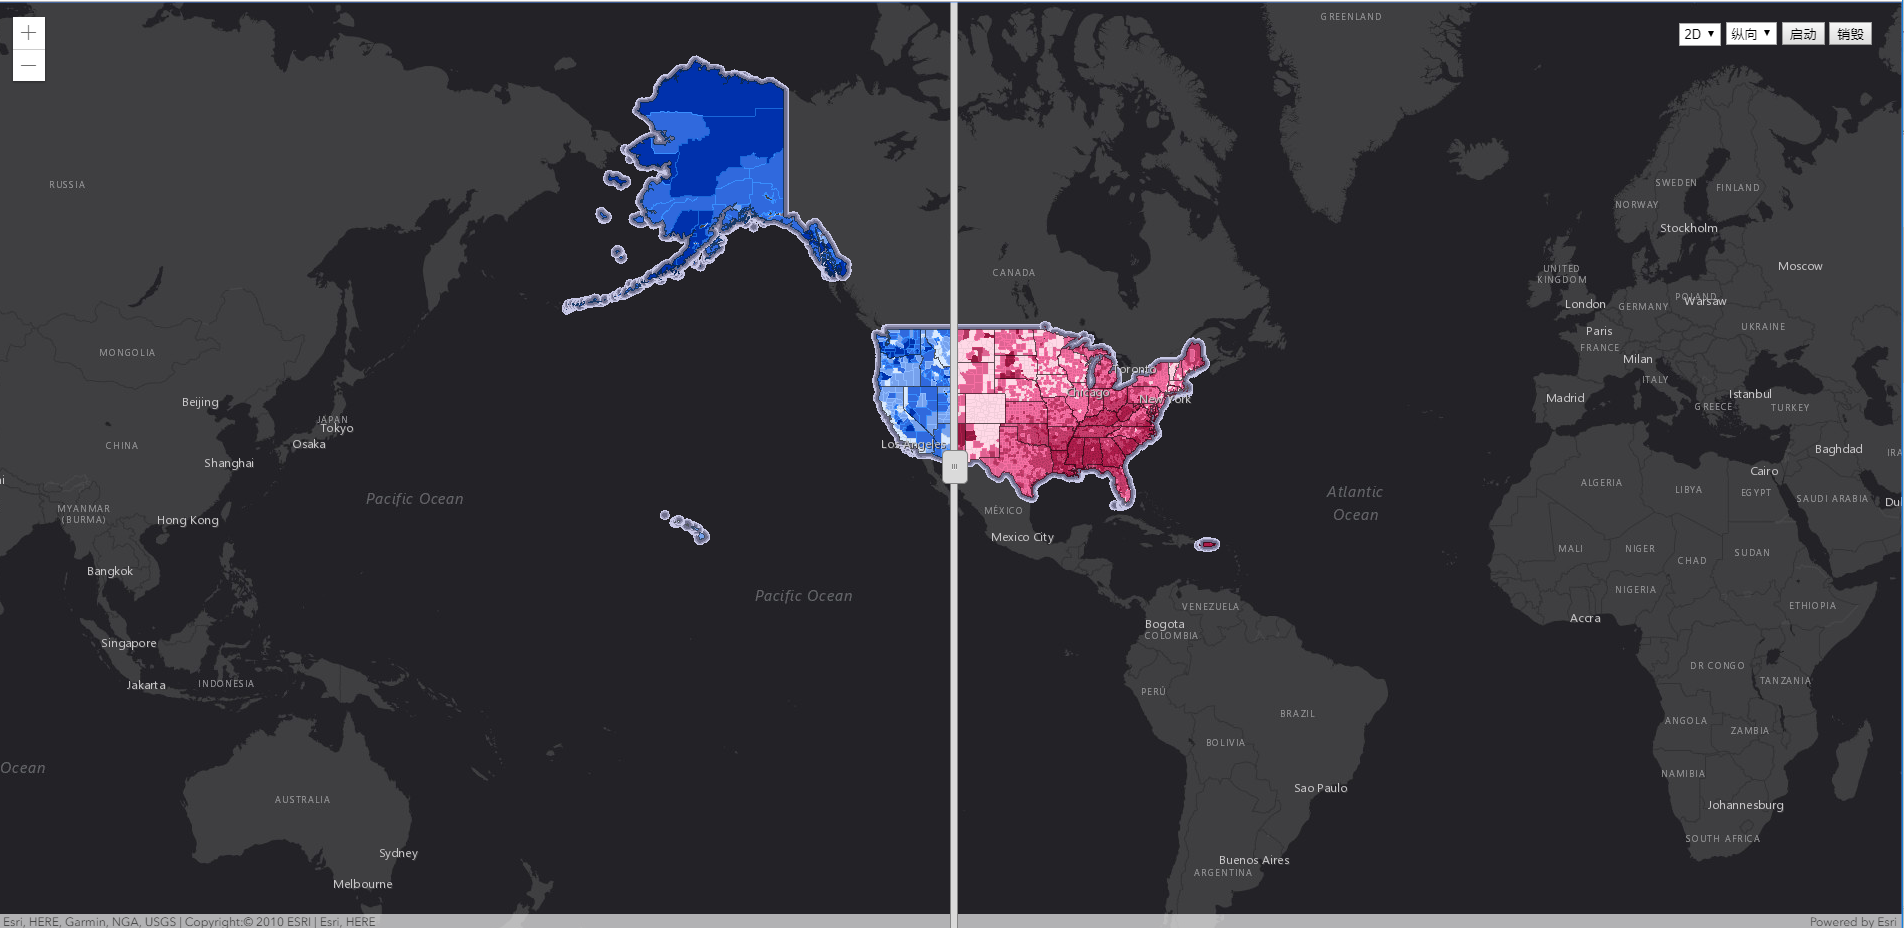 GREENLAND
2D
纵向
启动
销毁
RUSSIA
SWEDEN
FINLAND
NORWAY
Stockholm
CANADA
UNITED
KINGDOM
Moscow
London
GERMANY
POLAND
Warsaw
Paris
UKRAINE
FRANCE
MONGOLIA
Milan
Toronto
ITALY
Chicago
New York
Madrid
Istanbul
GREECE
TURKEY
Beijing
JAPAN
Tokyo
Osaka
CHINA
Los Angeles
Baghdad
Shanghai
Cairo
ALGERIA
LIBYA
EGYPT
SAUDI ARABIA
Pacific Ocean
Atlantic
Ocean
MYANMAR
(BURMA)
Hong Kong
MÉXICO
Mexico City
MALI
NIGER
CHAD
SUDAN
Bangkok
Pacific Ocean
NIGERIA
VENEZUELA
ETHIOPIA
Accra
Bogota
COLOMBIA
Singapore
DR CONGO
TANZANIA
Jakarta
INDONESIA
PERÚ
BRAZIL
ANGOLA
ZAMBIA
BOLIVIA
Ocean
NAMIBIA
Sao Paulo
AUSTRALIA
Johannesburg
SOUTH AFRICA
Sydney
Buenos Aires
ARGENTINA
Melbourne
Esri, HERE, Garmin, NGA, USGS | Copyright:© 2010 ESRI | Esri, HERE
Powered by Esri